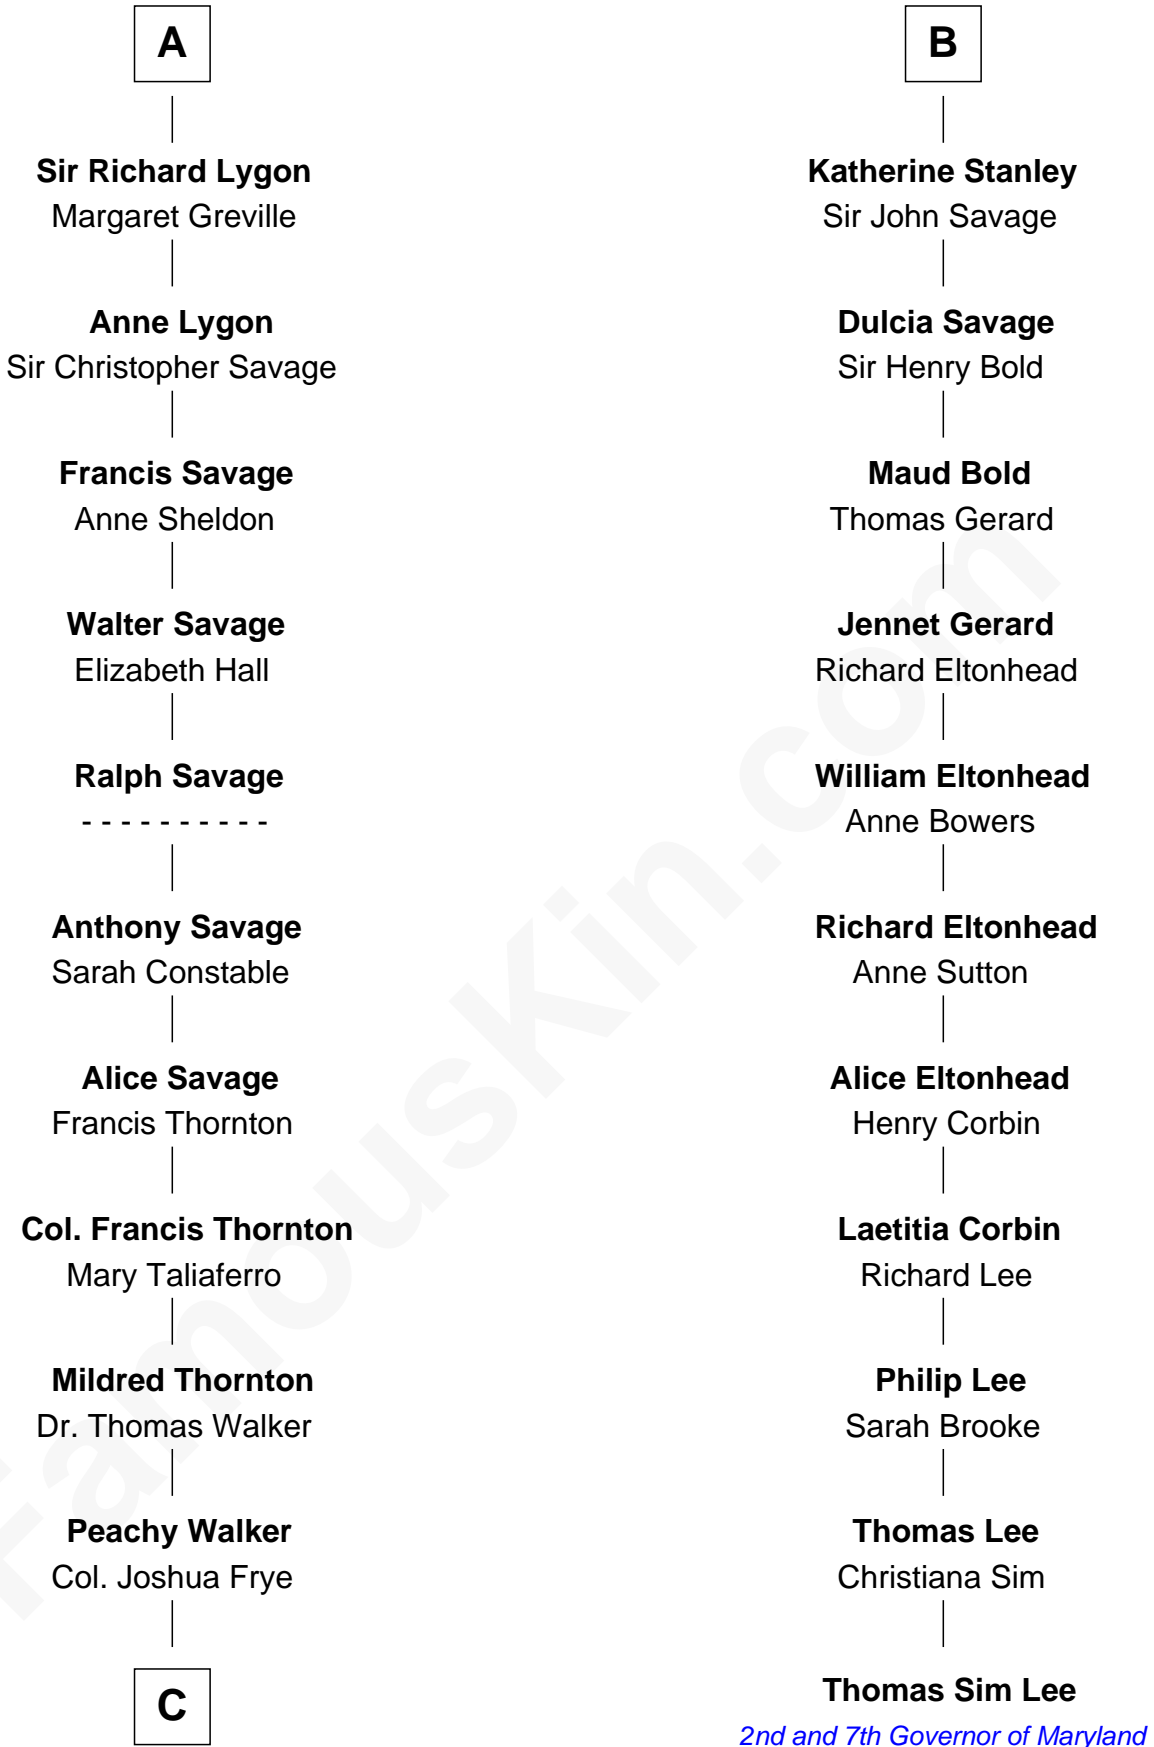 A
Sir Richard Lygon
Margaret Greville
Anne Lygon
Sir Christopher Savage
Francis Savage
Anne Sheldon
Walter Savage
Elizabeth Hall
Ralph Savage
- - - - - - - - - -
Anthony Savage
Sarah Constable
Alice Savage
Francis Thornton
Col. Francis Thornton
Mary Taliaferro
Mildred Thornton
Dr. Thomas Walker
Peachy Walker
Col. Joshua Frye
C
B
Katherine Stanley
Sir John Savage
Dulcia Savage
Sir Henry Bold
Maud Bold
Thomas Gerard
Jennet Gerard
Richard Eltonhead
William Eltonhead
Anne Bowers
Richard Eltonhead
Anne Sutton
Alice Eltonhead
Henry Corbin
Laetitia Corbin
Richard Lee
Philip Lee
Sarah Brooke
Thomas Lee
Christiana Sim
Thomas Sim Lee
2nd and 7th Governor of Maryland
FamousKin.com